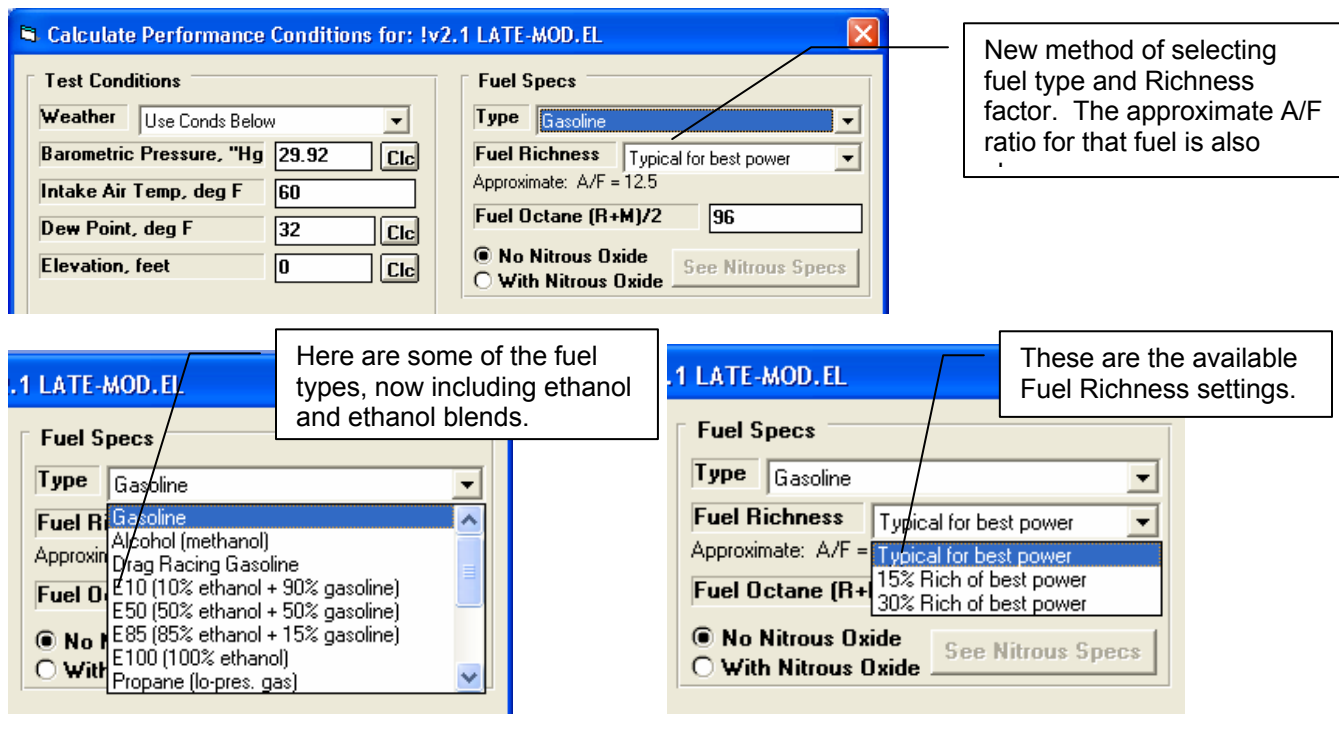 Calculate Performance Conditions for: !v2.1 LATE-MOD.EL
New method of selecting
fuel type and Richness
factor. The approximate A/F
ratio for that fuel is also
Test Conditions
Weather Use Conds Below
Barometric Pressure, "Hg 29.92 Clc
Intake Air Temp, deg F 60
Dew Point, deg F 32 Clc
Elevation, feet 0 Clc
Fuel Specs
Type Gasoline
Fuel Richness Typical for best power
Approximate: A/F = 12.5
Fuel Octane (R+M)/2 96
No Nitrous Oxide
With Nitrous Oxide
See Nitrous Specs
Here are some of the fuel
types, now including ethanol
and ethanol blends.
.1 LATE-MOD.EL
Fuel Specs
Type Gasoline
Fuel Ri
Approxin
Fuel O
No N
With
Gasoline
Alcohol (methanol)
Drag Racing Gasoline
E10 (10% ethanol + 90% gasoline)
E50 (50% ethanol + 50% gasoline)
E85 (85% ethanol + 15% gasoline)
E100 (100% ethanol)
Propane (lo-pres. gas)
These are the available
Fuel Richness settings.
.1 LATE-MOD.EL
Fuel Specs
Type Gasoline
Fuel Richness Typical for best power
Approximate: A/F =
Typical for best power
15% Rich of best power
30% Rich of best power
Fuel Octane (R+
No Nitrous Oxide
With Nitrous Oxide
See Nitrous Specs